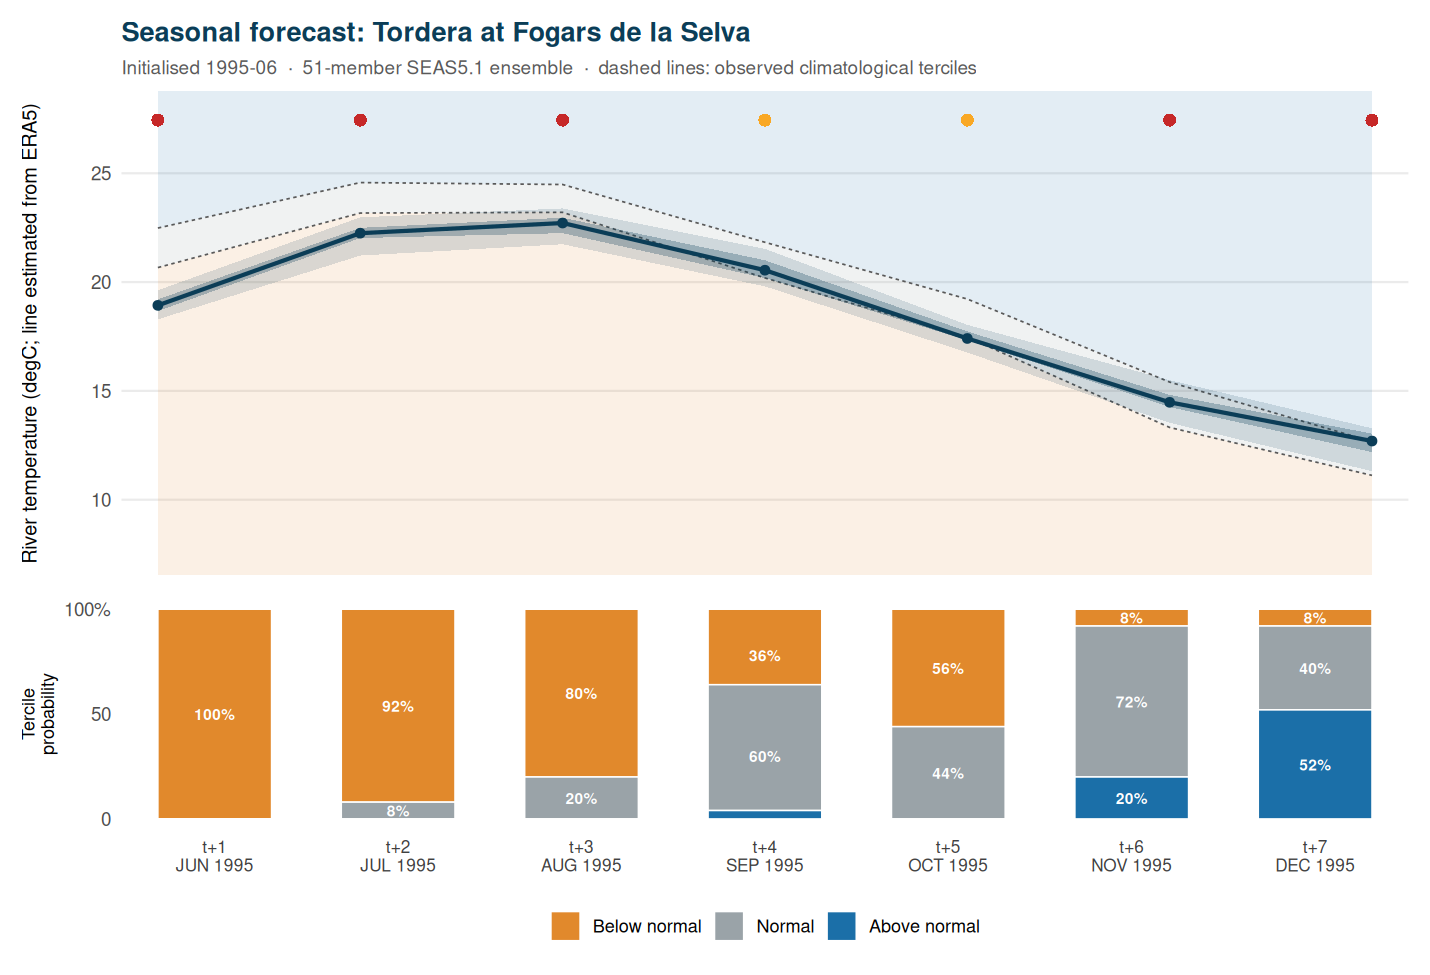 Seasonal forecast: Tordera at Fogars de la Selva
Initialised 1995-06 · 51-member SEAS5.1 ensemble · dashed lines: observed climatological terciles
River temperature (degC; line estimated from ERA5)
25
20
15
10
Tercile
probability
100%
50
0
100%
92%
8%
80%
20%
36%
60%
56%
44%
8%
72%
20%
8%
40%
52%
t+1
JUN 1995
t+2
JUL 1995
t+3
AUG 1995
t+4
SEP 1995
t+5
OCT 1995
t+6
NOV 1995
t+7
DEC 1995
Below normal
Normal
Above normal